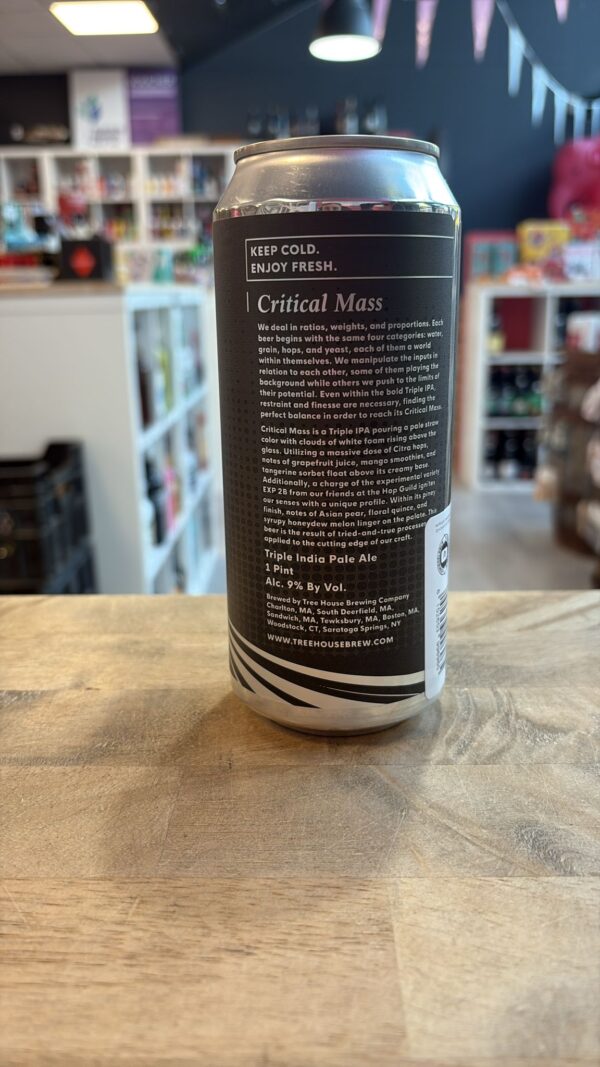 KEEP COLD.
ENJOY FRESH.
Critical Mass
We deal in ratios, weights, and proportions. Each
beer begins with the same four categories: water,
grain, hops, and yeast, each of them a world
within themselves. We manipulate the inputs in
relation to each other, some of them playing the
background while others we push to the limits of
their potential. Even within the bold Triple IPA,
restraint and finesse are necessary, finding the
perfect balance in order to reach its Critical Mass.
Critical Mass is a Triple IPA pouring a pale straw
color with clouds of white foam rising above the
glass. Utilizing a massive dose of Citra hops,
notes of grapefruit juice, mango smoothies, and
tangerine sorbet float above its creamy base.
Additionally, a charge of the experimental variety
EXP 28 from our friends at the Hop Guild ignites
our senses with a unique profile. Within its piney
finish, notes of Asian pear, floral quince, and
syrupy honeydew melon linger on the palate. This
beer is the result of tried-and-true processes
applied to the cutting edge of our craft.
Triple India Pale Ale
1 Pint
Alc. 9% By Vol.
Brewed by Tree House Brewing Company
Charlton, MA, South Deerfield, MA,
Sandwich, MA, Tewksbury, MA, Boston, MA,
Woodstock, CT, Saratoga Springs, NY
WWW.TREEHOUSEBREW.COM